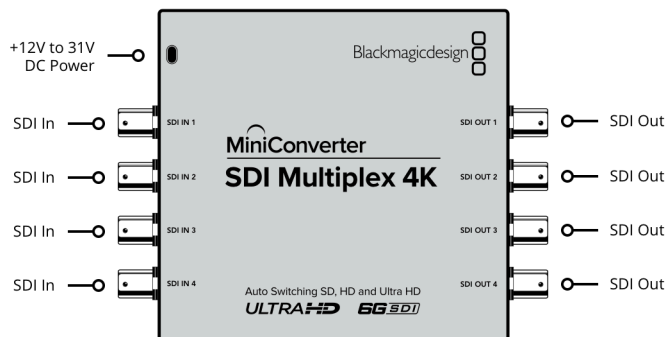 +12V to 31V
DC Power
Blackmagicdesign
SDI In
SDI IN 1
SDI OUT 1
SDI Out
MiniConverter
SDI In
SDI IN 2
SDI Multiplex 4K
SDI OUT 2
SDI Out
SDI In
SDI IN 3
SDI OUT 3
SDI Out
SDI In
SDI IN 4
SDI OUT 4
SDI Out
Auto Switching SD, HD and Ultra HD
ULTRAHD 6G SDI